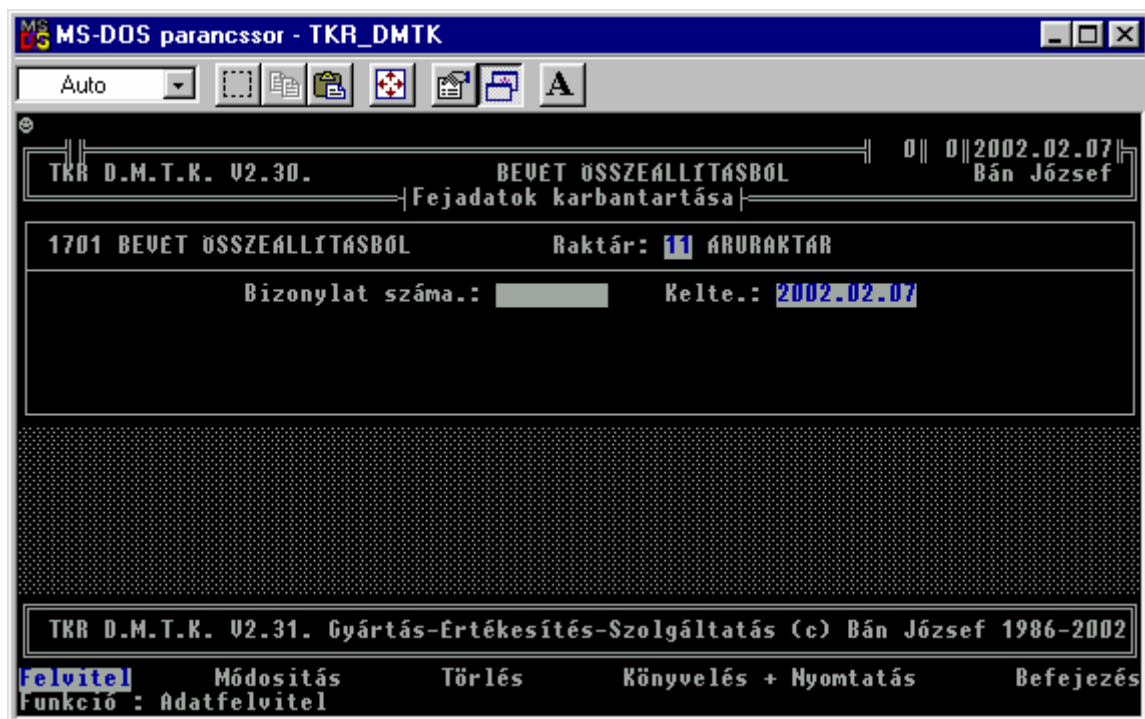 MS-DOS parancssor - TKR_DMTK
Auto A
0 0 2002.02.07
TKR D.M.T.K. V2.30. BEVÉT ÖSSZEÁLLÍTÁSBÓL Bán József
Fejadatok karbantartása
1701 BEVÉT ÖSSZEÁLLÍTÁSBÓL Raktár: 11 ÁRURAKTÁR
Bizonylat száma.: Kelte.: 2002.02.07
TKR D.M.T.K. V2.31. Gyártás-Értékesítés-Szolgáltatás (c) Bán József 1986-2002
Felvitel Módositás Törlés Könyvelés + Nyomtatás Befejezés
Funkció : Adatfelvitel